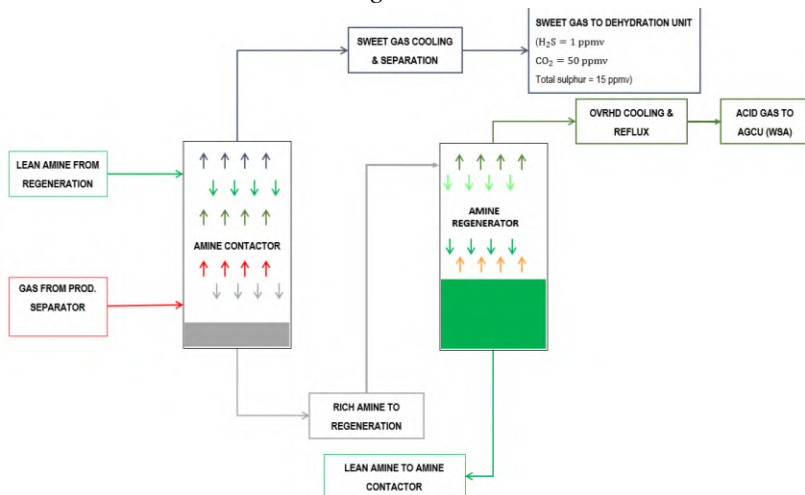 SWEET GAS COOLING
& SEPARATION
SWEET GAS TO DEHYDRATION UNIT
(H₂S = 1 ppmv
CO₂ = 50 ppmv
Total sulphur = 15 ppmv)
OVRHD COOLING &
REFLUX
ACID GAS TO
AGCU (WSA)
LEAN AMINE FROM
REGENERATION
AMINE
REGENERATOR
AMINE CONTACTOR
GAS FROM PROD.
SEPARATOR
RICH AMINE TO
REGENERATION
LEAN AMINE TO AMINE
CONTACTOR